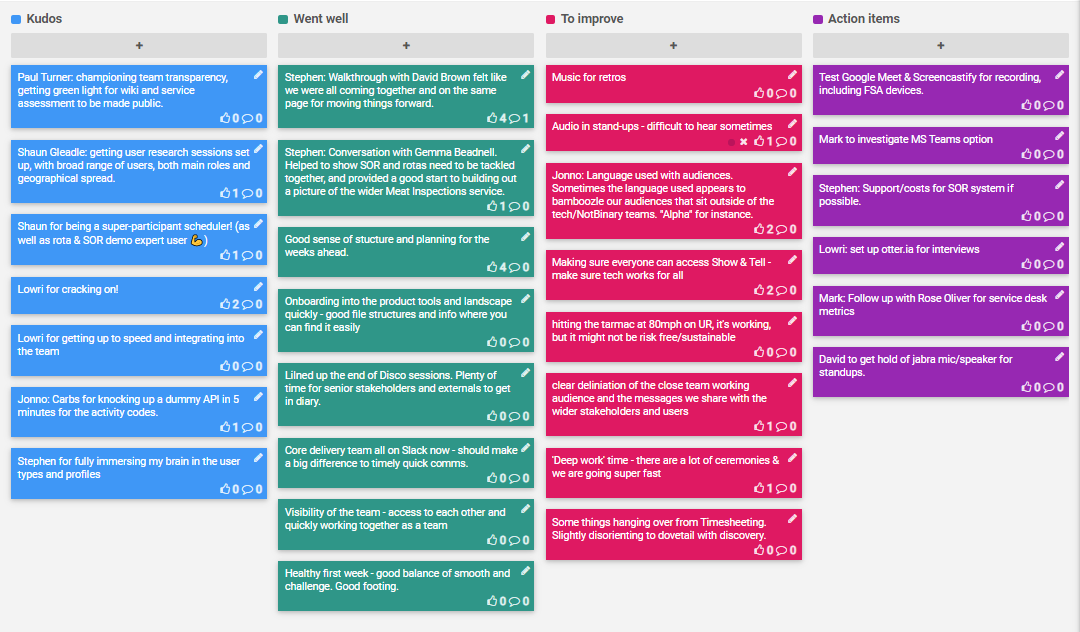 Kudos
+
Paul Turner: championing team transparency,
getting green light for wiki and service
assessment to be made public.
0 0
Shaun Gleadle: getting user research sessions set
up, with broad range of users, both main roles and
geographical spread.
1 0
Shaun for being a super-participant scheduler! (as
well as rota & SOR demo expert user 💪)
1 0
Lowri for cracking on!
2 0
Lowri for getting up to speed and integrating into
the team
0 0
Jonno: Carbs for knocking up a dummy API in 5
minutes for the activity codes.
1 0
Stephen for fully immersing my brain in the user
types and profiles
0 0
Went well
+
Stephen: Walkthrough with David Brown felt like
we were all coming together and on the same
page for moving things forward.
4 1
Stephen: Conversation with Gemma Beadnell.
Helped to show SOR and rotas need to be tackled
together, and provided a good start to building out
a picture of the wider Meat Inspections service.
1 0
Good sense of stucture and planning for the
weeks ahead.
4 0
Onboarding into the product tools and landscape
quickly - good file structures and info where you
can find it easily
0 0
Lilned up the end of Disco sessions. Plenty of
time for senior stakeholders and externals to get
in diary.
0 0
Core delivery team all on Slack now - should make
a big difference to timely quick comms.
0 0
Visibility of the team - access to each other and
quickly working together as a team
0 0
Healthy first week - good balance of smooth and
challenge. Good footing.
0 0
To improve
+
Music for retros
0 0
Audio in stand-ups - difficult to hear sometimes
1 0
Jonno: Language used with audiences.
Sometimes the language used appears to
bamboozle our audiences that sit outside of the
tech/NotBinary teams. "Alpha" for instance.
2 0
Making sure everyone can access Show & Tell -
make sure tech works for all
2 0
hitting the tarmac at 80mph on UR, it's working,
but it might not be risk free/sustainable
0 0
clear deliniation of the close team working
audience and the messages we share with the
wider stakeholders and users
1 0
'Deep work' time - there are a lot of ceremonies &
we are going super fast
1 0
Some things hanging over from Timesheeting.
Slightly disorienting to dovetail with discovery.
0 0
Action items
+
Test Google Meet & Screencastify for recording,
including FSA devices.
0 0
Mark to investigate MS Teams option
0 0
Stephen: Support/costs for SOR system if
possible.
0 0
Lowri: set up otter.ia for interviews
0 0
Mark: Follow up with Rose Oliver for service desk
metrics
0 0
David to get hold of jabra mic/speaker for
standups.
0 0